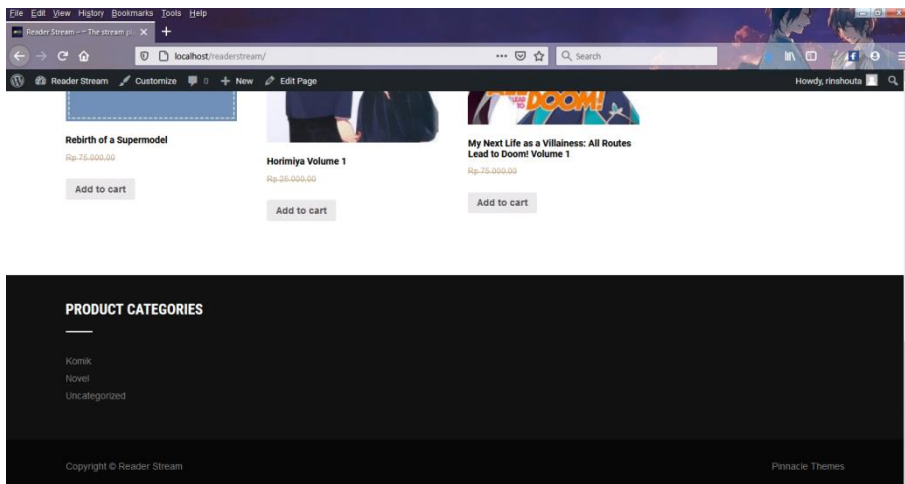 File Edit View History Bookmarks Tools Help
Reader Stream – – The stream pl
localhost/readerstream/
Search
Reader Stream Customize 0 New Edit Page
Howdy, rinshouta
LEAD
TO DOOM!
Rebirth of a Supermodel
Rp 75.000,00
Add to cart
Horimiya Volume 1
Rp 25.000,00
Add to cart
My Next Life as a Villainess: All Routes
Lead to Doom! Volume 1
Rp 75.000,00
Add to cart
PRODUCT CATEGORIES
Komik
Novel
Uncategorized
Copyright © Reader Stream
Pinnacle Themes